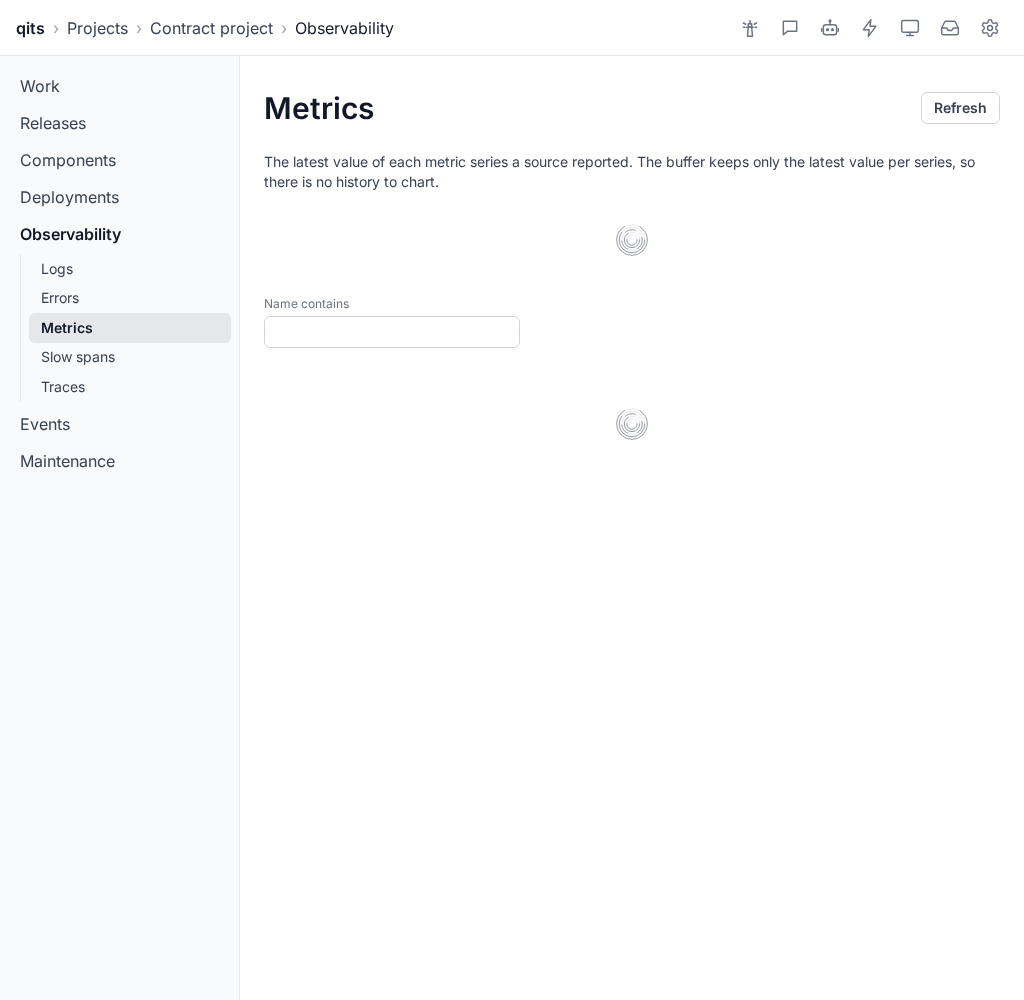 qits › Projects › Contract project › Observability
Work
Releases
Components
Deployments
Observability
Logs
Errors
Metrics
Slow spans
Traces
Events
Maintenance
Metrics
Refresh
The latest value of each metric series a source reported. The buffer keeps only the latest value per series, so
there is no history to chart.
Name contains